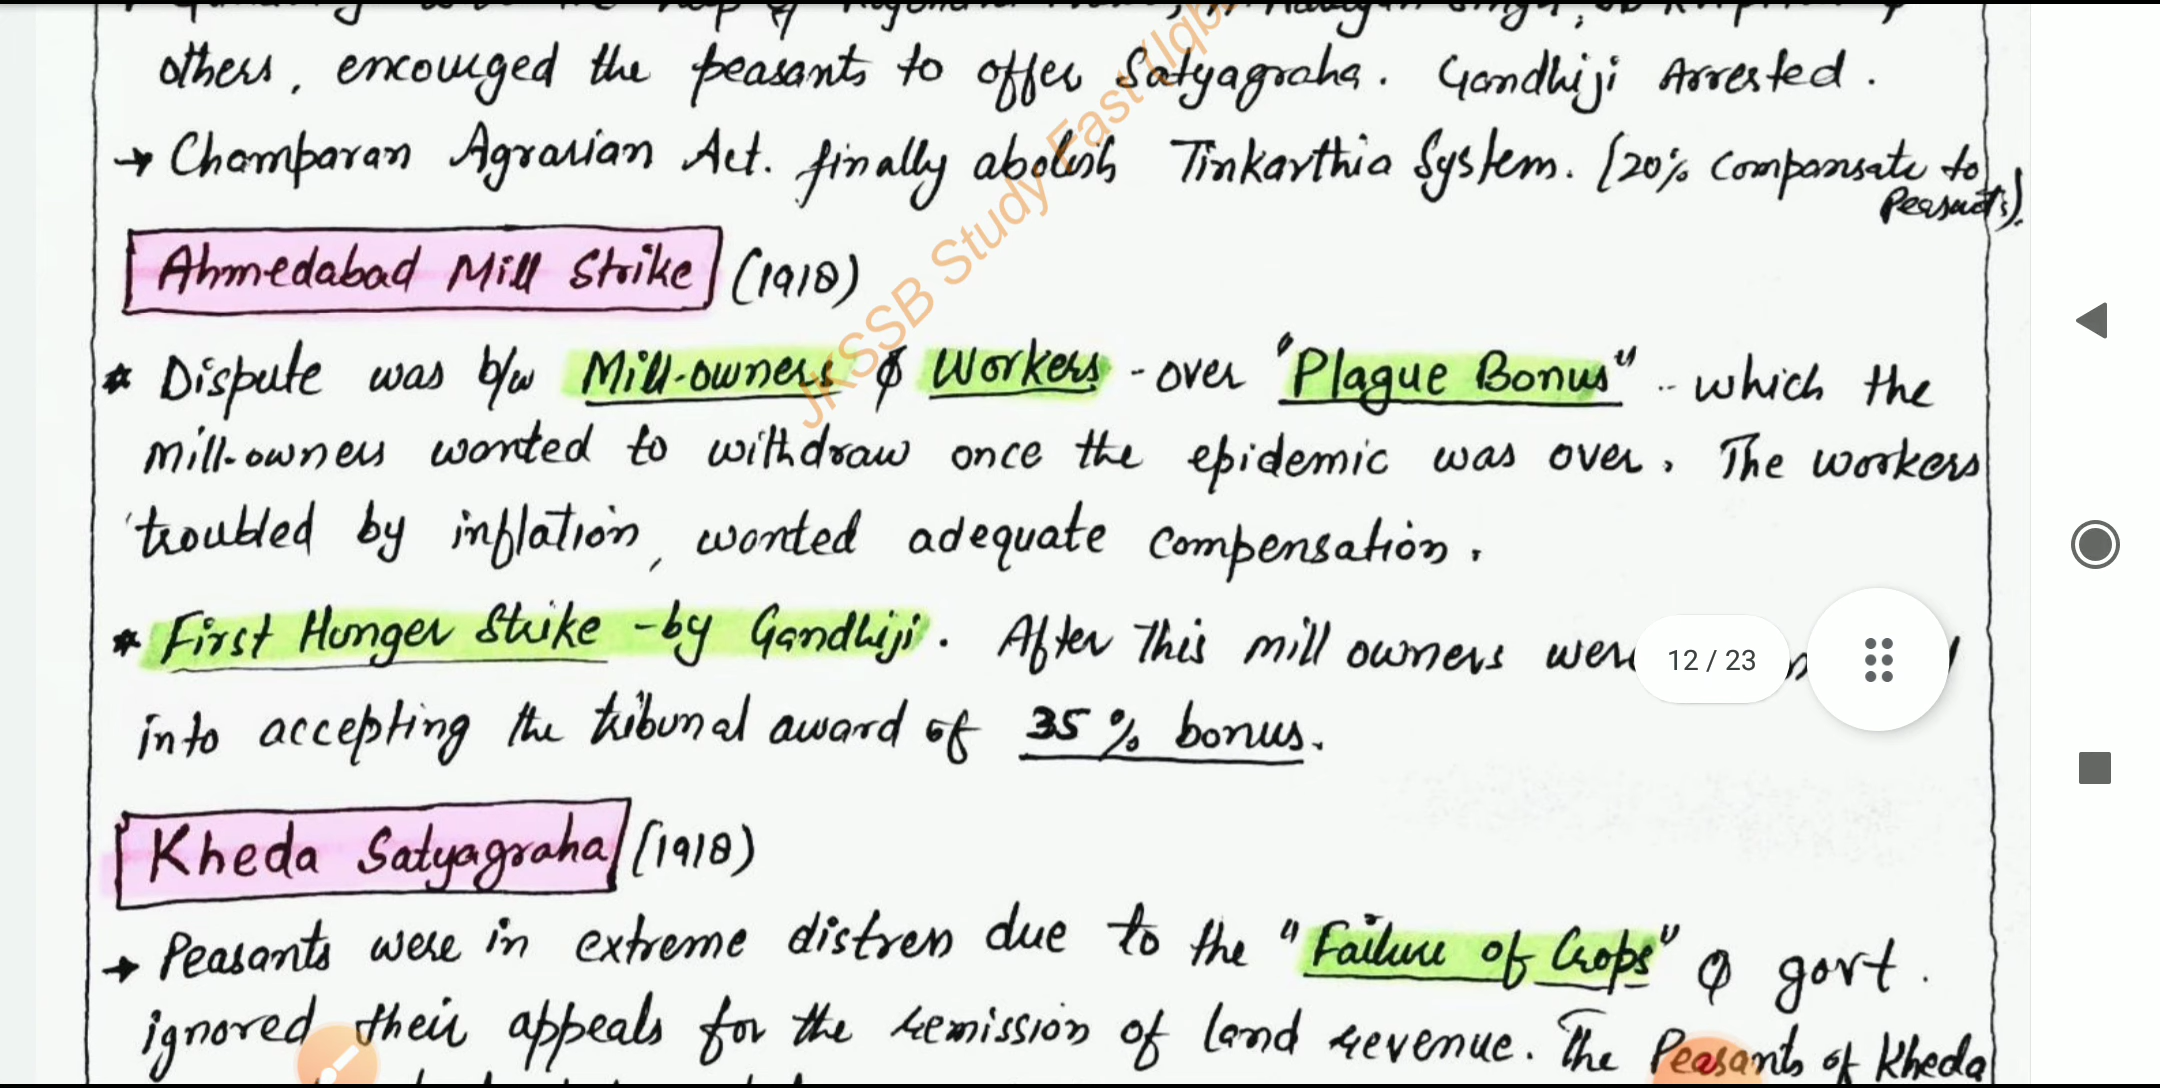 others, encouged the peasants to offer Satyagraha. Gandhiji Arrested.
→ Champaran Agrarian Act. finally abolish Tinkarthia System. (20% Compansate to
Peasants).
Ahmedabad Mill Strike (1918)
* Dispute was b/w Mill-owners & Workers - over "Plague Bonus" - which the
mill-owners wanted to withdraw once the epidemic was over. The workers
troubled by inflation, wanted adequate compensation.
* First Hunger Strike - by Gandhiji. After this mill owners
12 / 23
into accepting the tribunal award of 35% bonus.
Kheda Satyagraha (1918)
→ Peasants were in extreme distress due to the "Failure of Crops" & govt.
ignored their appeals for the remission of land revenue. The Peasants of Kheda
JKSSB Study Fast